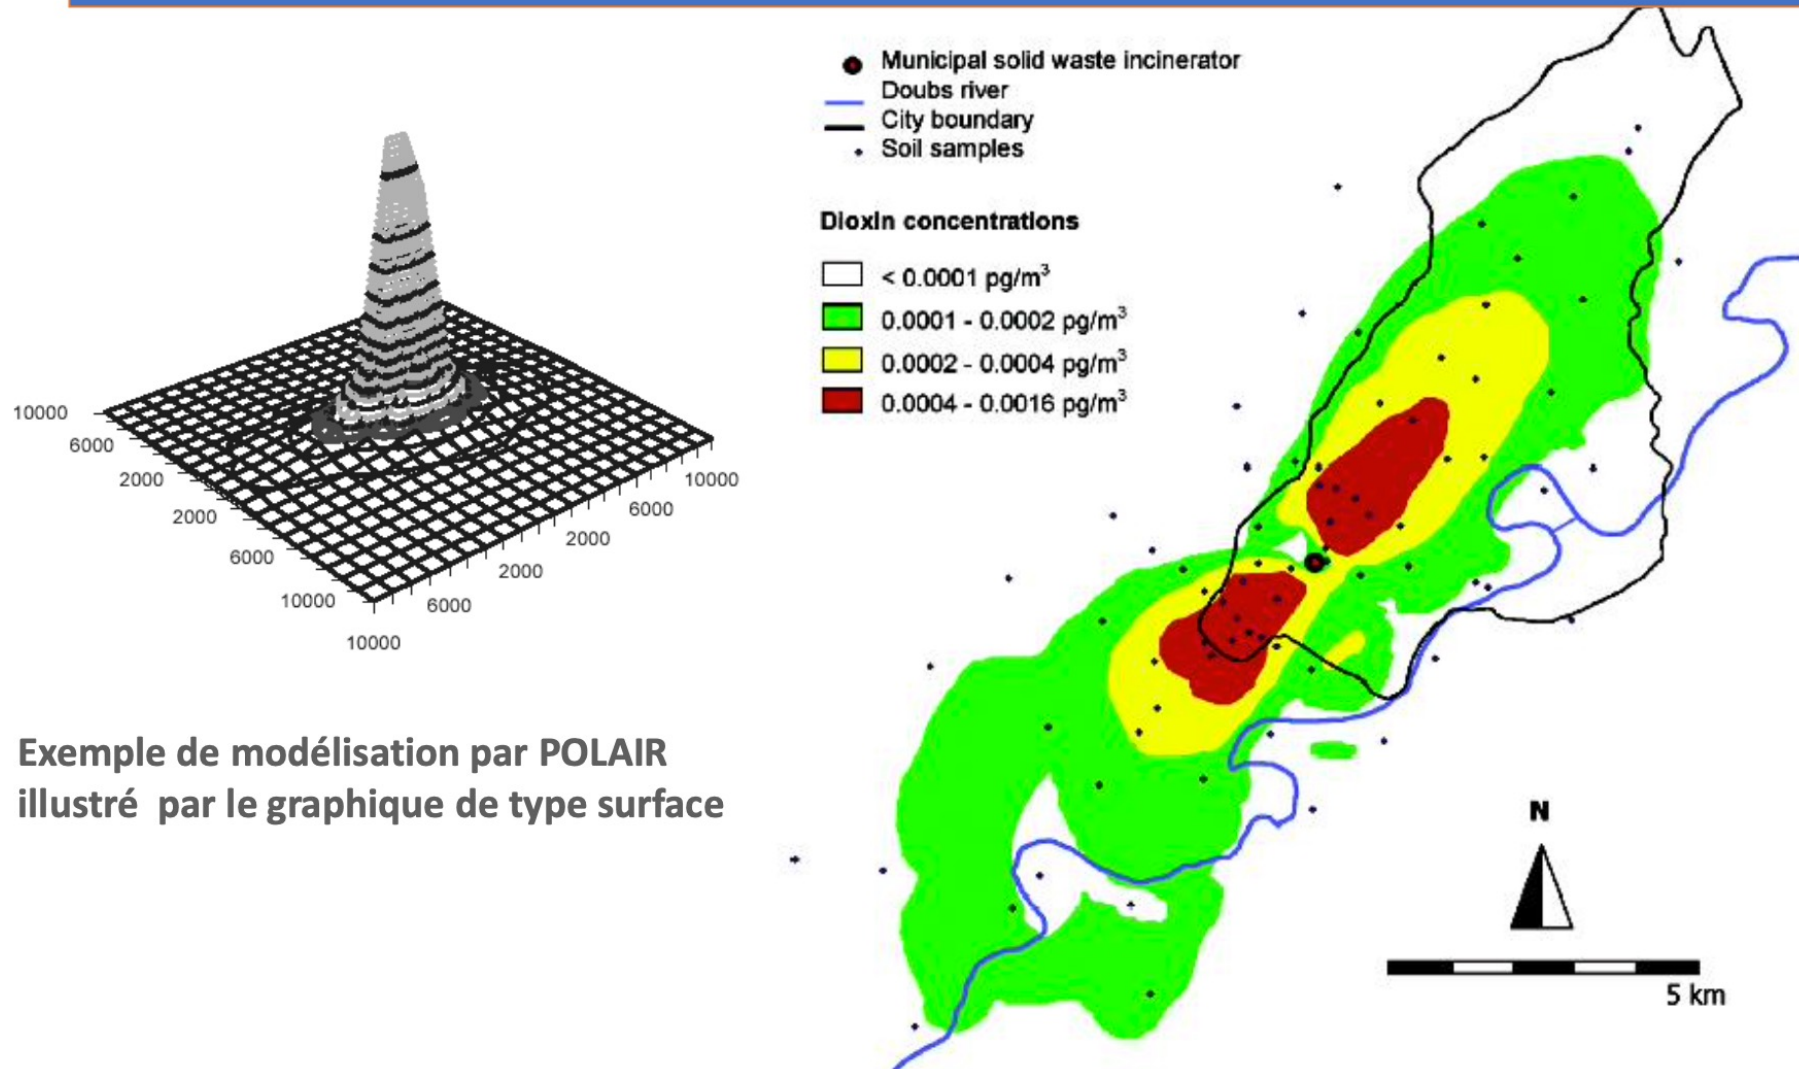 10000
6000
2000
2000
6000
10000
10000
6000
2000
2000
6000
10000
Exemple de modélisation par POLAIR
illustré par le graphique de type surface
Municipal solid waste incinerator
Doubs river
City boundary
Soil samples
Dioxin concentrations
< 0.0001 pg/m³
0.0001 - 0.0002 pg/m³
0.0002 - 0.0004 pg/m³
0.0004 - 0.0016 pg/m³
N
5 km